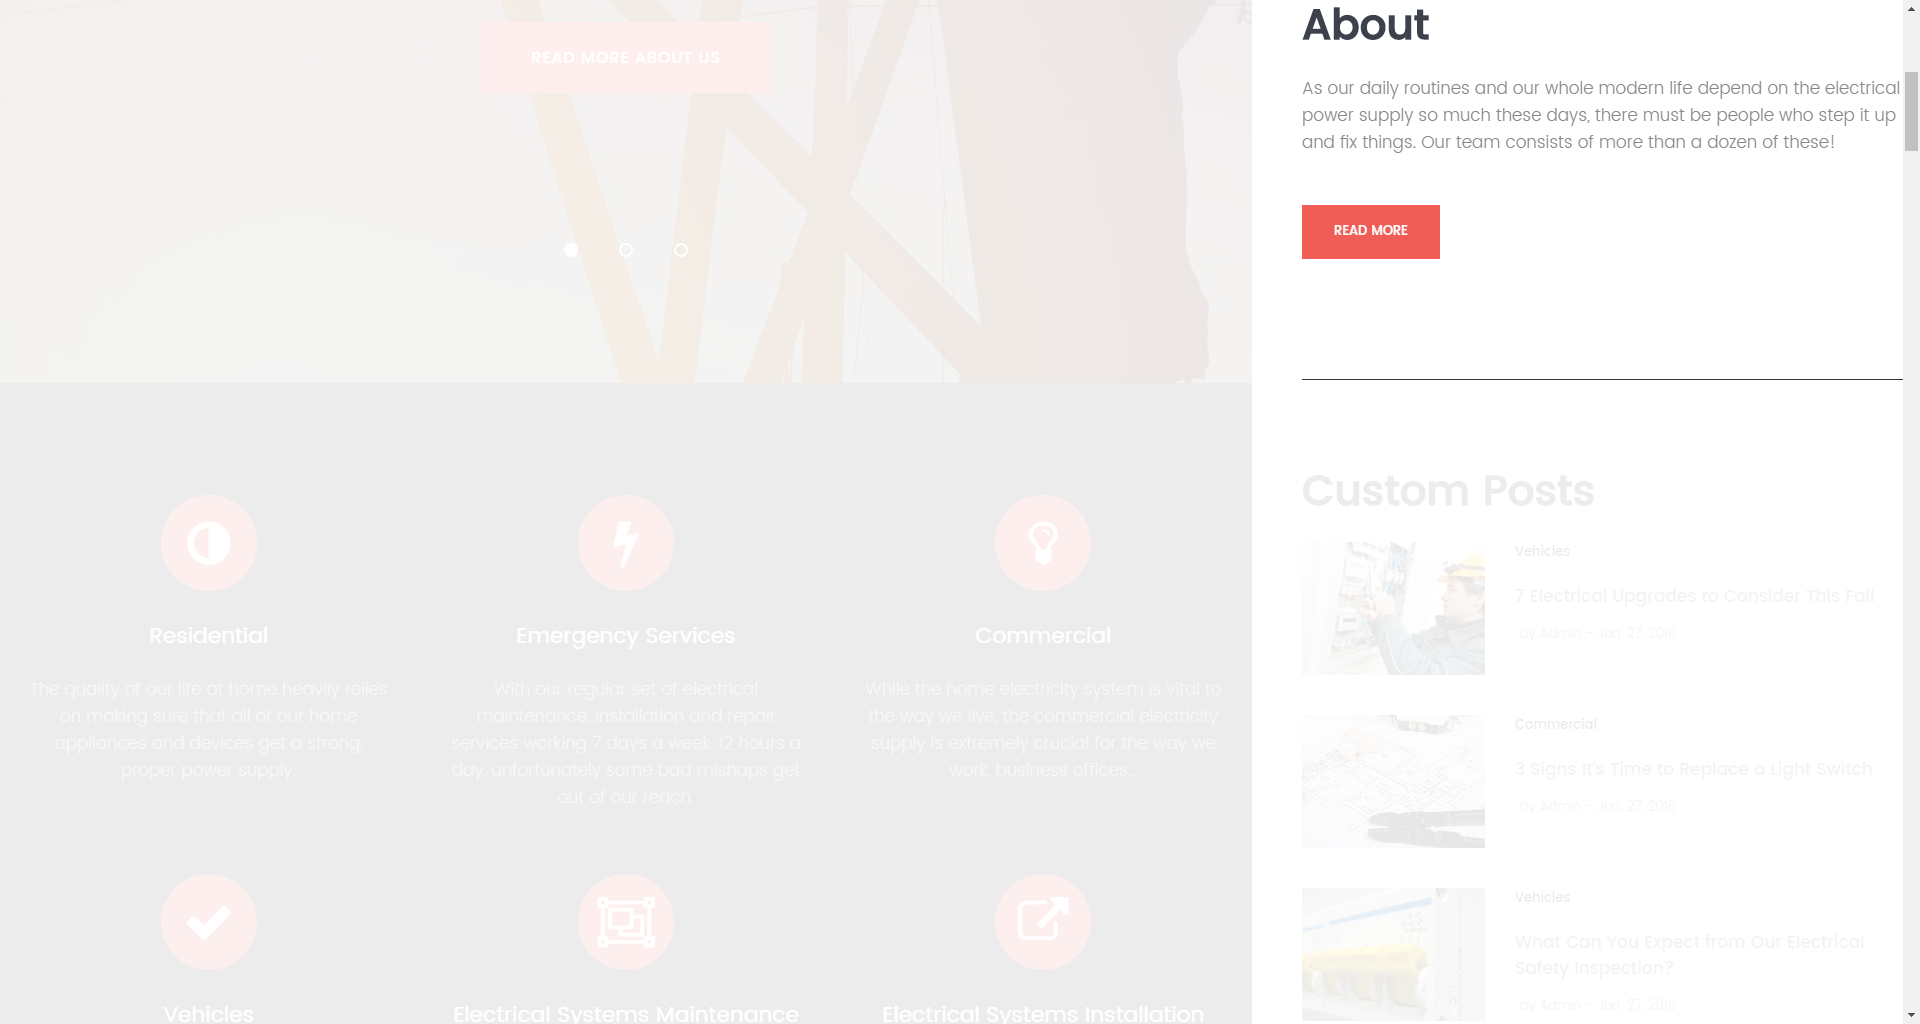 READ MORE ABOUT US
Residential
The quality of our life at home heavily relies
on making sure that all of our home
appliances and devices get a strong,
proper power supply.
Emergency Services
With our regular set of electrical
maintenance, installation and repair
services working 7 days a week, 12 hours a
day, unfortunately some bad mishaps get
out of our reach.
Commercial
While the home electricity system is vital to
the way we live, the commercial electricity
supply is extremely crucial for the way we
work, business offices...
Vehicles
Electrical Systems Maintenance
Electrical Systems Installation
About
As our daily routines and our whole modern life depend on the electrical
power supply so much these days, there must be people who step it up
and fix things. Our team consists of more than a dozen of these!
READ MORE
Custom Posts
Vehicles
7 Electrical Upgrades to Consider This Fall
by Admin - Jun. 27, 2016
Commercial
3 Signs It's Time to Replace a Light Switch
by Admin - Jun. 27, 2016
Vehicles
What Can You Expect from Our Electrical
Safety Inspection?
by Admin - Jun. 27, 2016